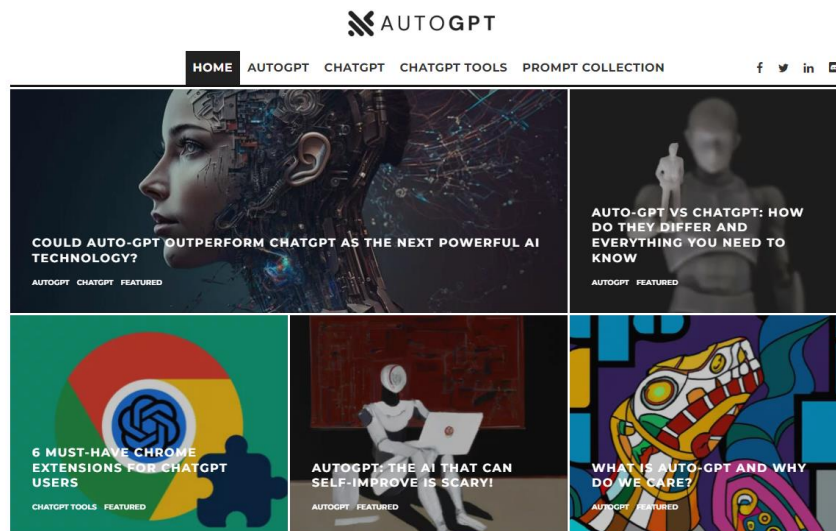 AUTOGPT
HOME AUTOGPT CHATGPT CHATGPT TOOLS PROMPT COLLECTION
COULD AUTO-GPT OUTPERFORM CHATGPT AS THE NEXT POWERFUL AI
TECHNOLOGY?
AUTOGPT CHATGPT FEATURED
AUTO-GPT VS CHATGPT: HOW
DO THEY DIFFER AND
EVERYTHING YOU NEED TO
KNOW
AUTOGPT FEATURED
6 MUST-HAVE CHROME
EXTENSIONS FOR CHATGPT
USERS
CHATGPT TOOLS FEATURED
AUTOGPT: THE AI THAT CAN
SELF-IMPROVE IS SCARY!
AUTOGPT FEATURED
WHAT IS AUTO-GPT AND WHY
DO WE CARE?
AUTOGPT FEATURED